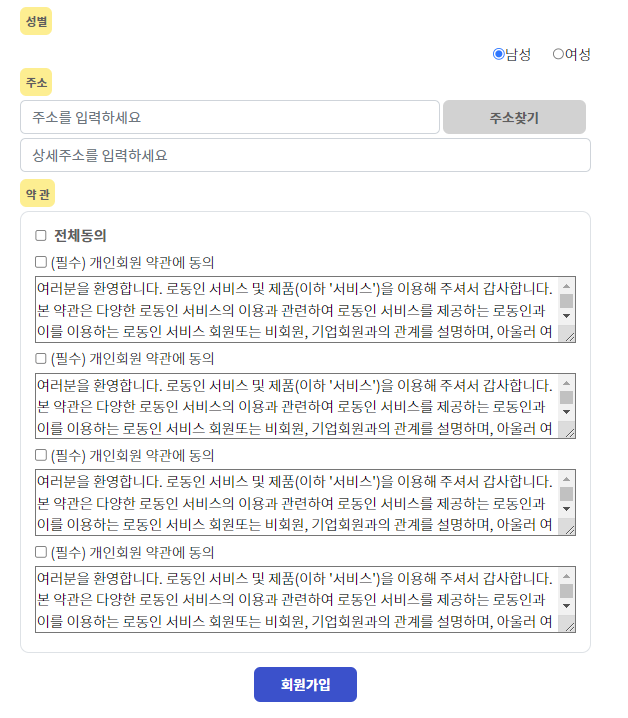 성별
남성 여성
주소
주소를 입력하세요 주소찾기
상세주소를 입력하세요
약 관
전체동의
(필수) 개인회원 약관에 동의
여러분을 환영합니다. 로동인 서비스 및 제품(이하 '서비스')을 이용해 주셔서 감사합니다.
본 약관은 다양한 로동인 서비스의 이용과 관련하여 로동인 서비스를 제공하는 로동인과
이를 이용하는 로동인 서비스 회원또는 비회원, 기업회원과의 관계를 설명하며, 아울러 여
(필수) 개인회원 약관에 동의
여러분을 환영합니다. 로동인 서비스 및 제품(이하 '서비스')을 이용해 주셔서 감사합니다.
본 약관은 다양한 로동인 서비스의 이용과 관련하여 로동인 서비스를 제공하는 로동인과
이를 이용하는 로동인 서비스 회원또는 비회원, 기업회원과의 관계를 설명하며, 아울러 여
(필수) 개인회원 약관에 동의
여러분을 환영합니다. 로동인 서비스 및 제품(이하 '서비스')을 이용해 주셔서 감사합니다.
본 약관은 다양한 로동인 서비스의 이용과 관련하여 로동인 서비스를 제공하는 로동인과
이를 이용하는 로동인 서비스 회원또는 비회원, 기업회원과의 관계를 설명하며, 아울러 여
(필수) 개인회원 약관에 동의
여러분을 환영합니다. 로동인 서비스 및 제품(이하 '서비스')을 이용해 주셔서 감사합니다.
본 약관은 다양한 로동인 서비스의 이용과 관련하여 로동인 서비스를 제공하는 로동인과
이를 이용하는 로동인 서비스 회원또는 비회원, 기업회원과의 관계를 설명하며, 아울러 여
회원가입